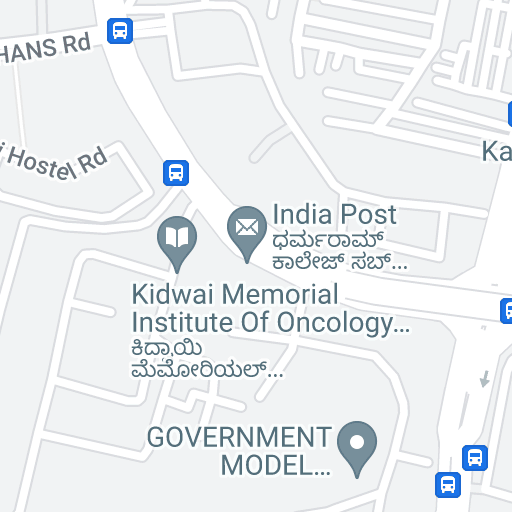 HANS Rd
i Hostel Rd
Ka
India Post
ಧರ್ಮರಾಮ್
ಕಾಲೇಜ್ ಸಬ್...
Kidwai Memorial
Institute Of Oncology...
ಕಿದ್ವಾಯಿ
ಮೆಮೋರಿಯಲ್...
GOVERNMENT
MODEL...